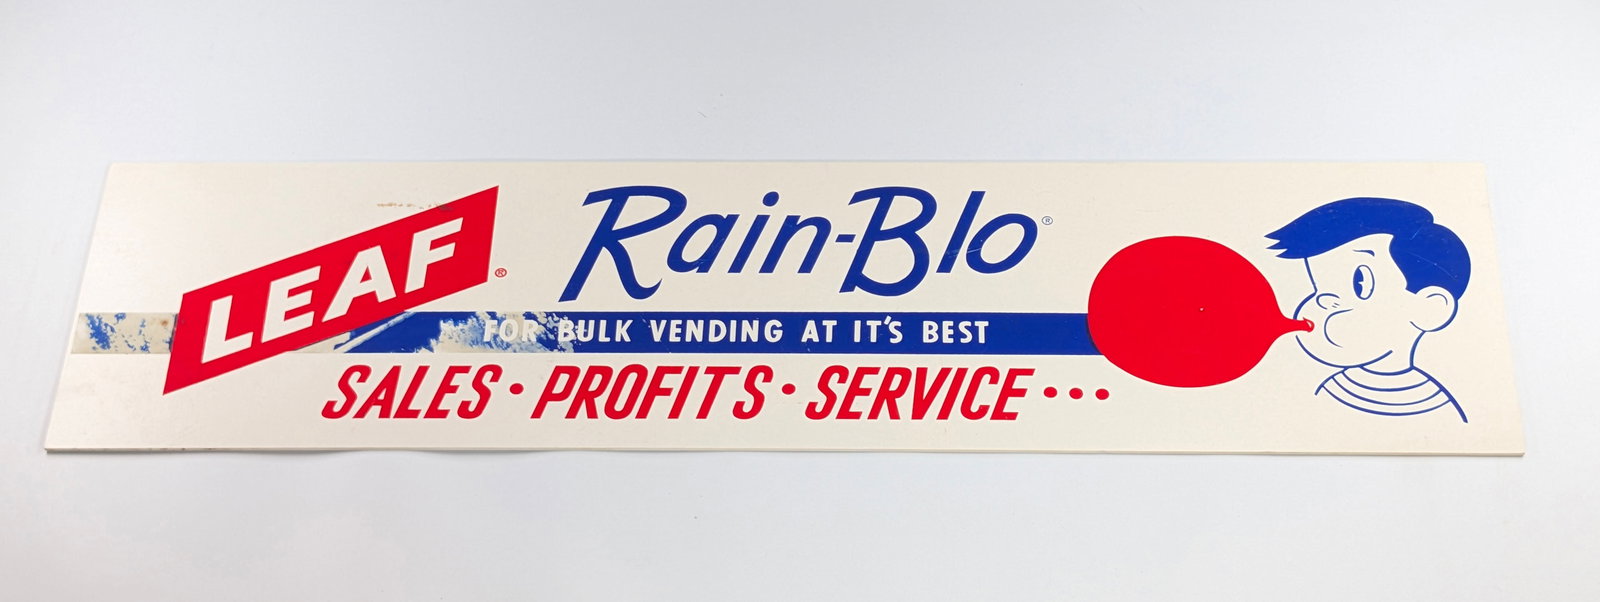 LEAF®
Rain-Blo®
FOR BULK VENDING AT IT'S BEST
SALES · PROFITS · SERVICE...